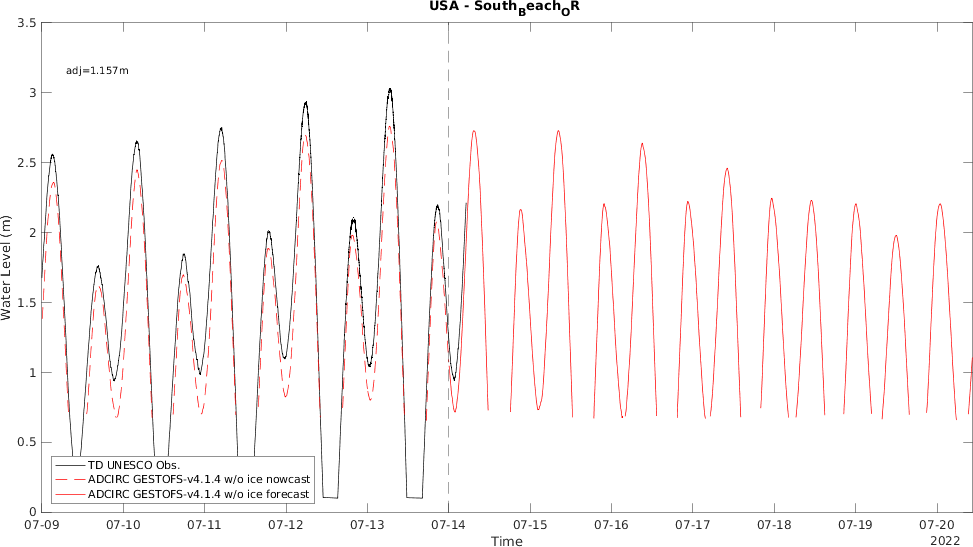 USA - South_Beach_OR
adj=1.157m
3.5
3
2.5
2
1.5
1
0.5
0
Water Level (m)
TD UNESCO Obs.
ADCIRC GESTOFS-v4.1.4 w/o ice nowcast
ADCIRC GESTOFS-v4.1.4 w/o ice forecast
07-09 07-10 07-11 07-12 07-13 07-14 07-15 07-16 07-17 07-18 07-19 07-20
Time
2022